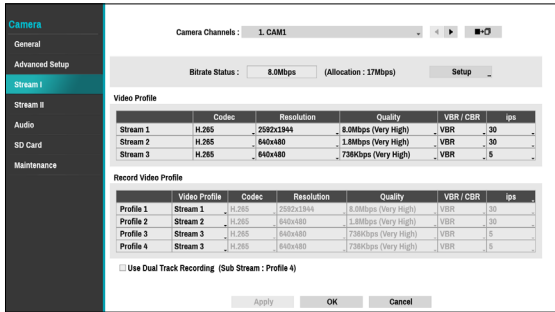 Camera
General
Advanced Setup
Stream I
Stream II
Audio
SD Card
Maintenance
Camera Channels : 1. CAM1
Bitrate Status : 8.0Mbps (Allocation : 17Mbps) Setup
Video Profile
Codec Resolution Quality VBR / CBR ips
Stream 1 H.265 2592x1944 8.0Mbps (Very High) VBR 30
Stream 2 H.265 640x480 1.8Mbps (Very High) VBR 30
Stream 3 H.265 640x480 736Kbps (Very High) VBR 5
Record Video Profile
Video Profile Codec Resolution Quality VBR / CBR ips
Profile 1 Stream 1 H.265 2592x1944 8.0Mbps (Very High) VBR 30
Profile 2 Stream 2 H.265 640x480 1.8Mbps (Very High) VBR 30
Profile 3 Stream 3 H.265 640x480 736Kbps (Very High) VBR 5
Profile 4 Stream 3 H.265 640x480 736Kbps (Very High) VBR 5
Use Dual Track Recording (Sub Stream : Profile 4)
Apply OK Cancel